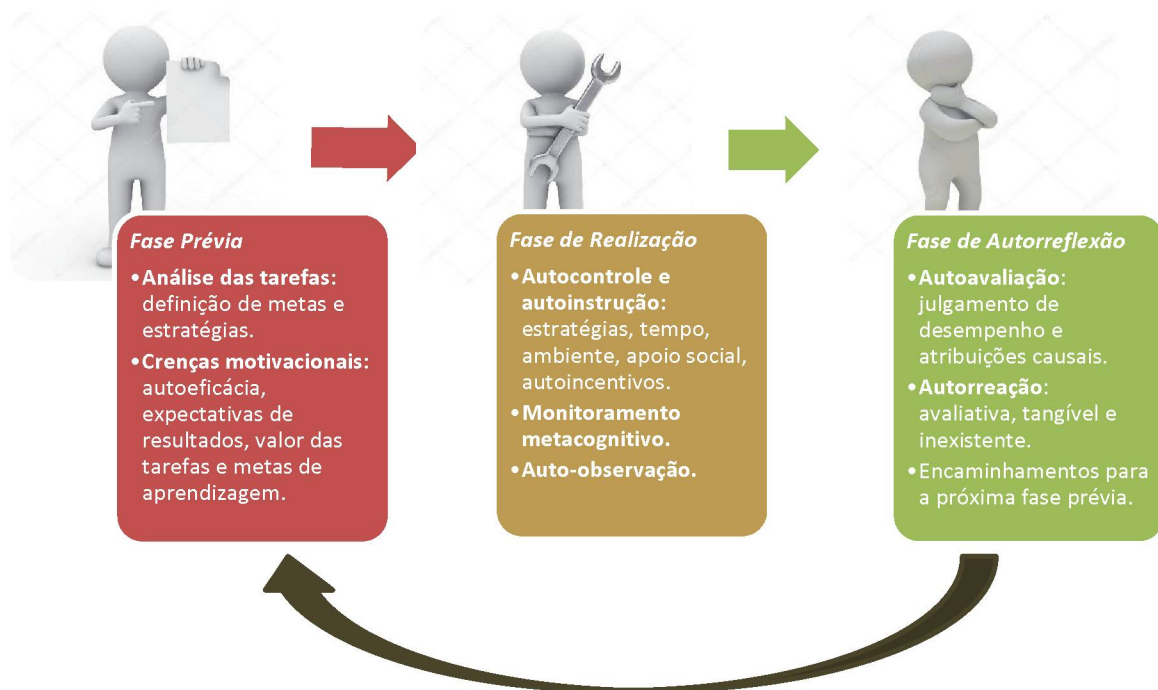 Fase Prévia
•Análise das tarefas:
definição de metas e
estratégias.
•Crenças motivacionais:
autoeficácia,
expectativas de
resultados, valor das
tarefas e metas de
aprendizagem.
Fase de Realização
•Autocontrole e
autoinstrução:
estratégias, tempo,
ambiente, apoio social,
autoincentivos.
•Monitoramento
metacognitivo.
•Auto-observação.
Fase de Autorreflexão
•Autoavaliação:
julgamento de
desempenho e
atribuições causais.
•Autorreação:
avaliativa, tangível e
inexistente.
•Encaminhamentos para
a próxima fase prévia.